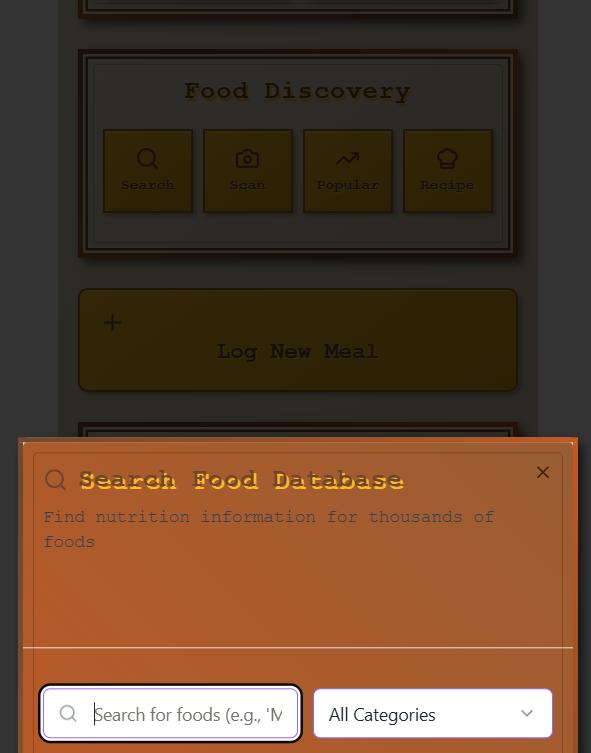 Food Discovery
Search Scan Popular Recipe
Log New Meal
Search Food Database
Find nutrition information for thousands of
foods
Search for foods (e.g., 'M
All Categories